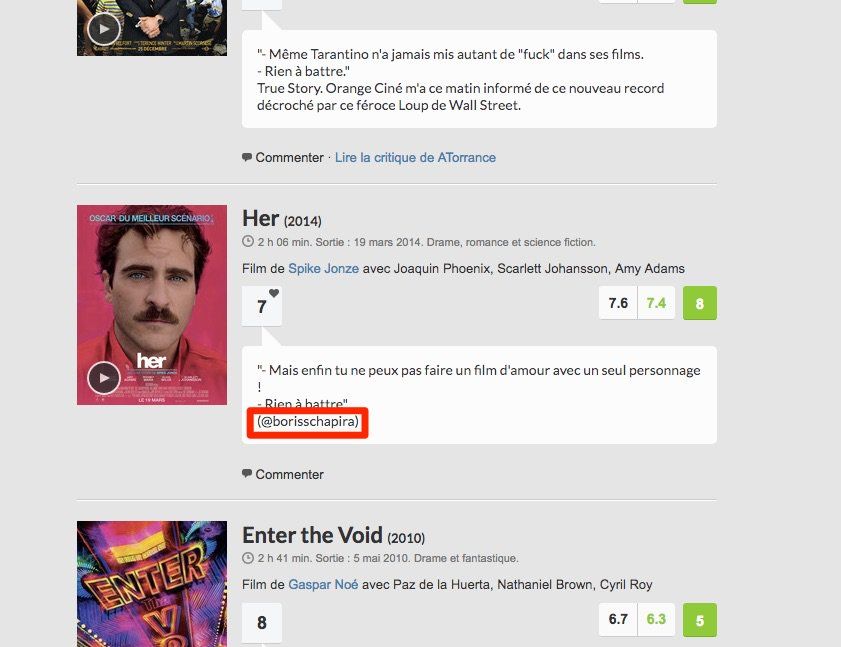 25 DÉCEMBRE
"- Même Tarantino n'a jamais mis autant de "fuck" dans ses films.
- Rien à battre."
True Story. Orange Ciné m'a ce matin informé de ce nouveau record
décroché par ce féroce Loup de Wall Street.
Commenter · Lire la critique de ATorrance
OSCAR DU MEILLEUR SCÉNARIO
her
LE 19 MARS
Her (2014)
2 h 06 min. Sortie : 19 mars 2014. Drame, romance et science fiction.
Film de Spike Jonze avec Joaquin Phoenix, Scarlett Johansson, Amy Adams
7 7.6 7.4 8
"- Mais enfin tu ne peux pas faire un film d'amour avec un seul personnage
!
- Rien à battre"
(@borisschapira)
Commenter
ENTER
the
VO
Enter the Void (2010)
2 h 41 min. Sortie : 5 mai 2010. Drame et fantastique.
Film de Gaspar Noé avec Paz de la Huerta, Nathaniel Brown, Cyril Roy
8 6.7 6.3 5